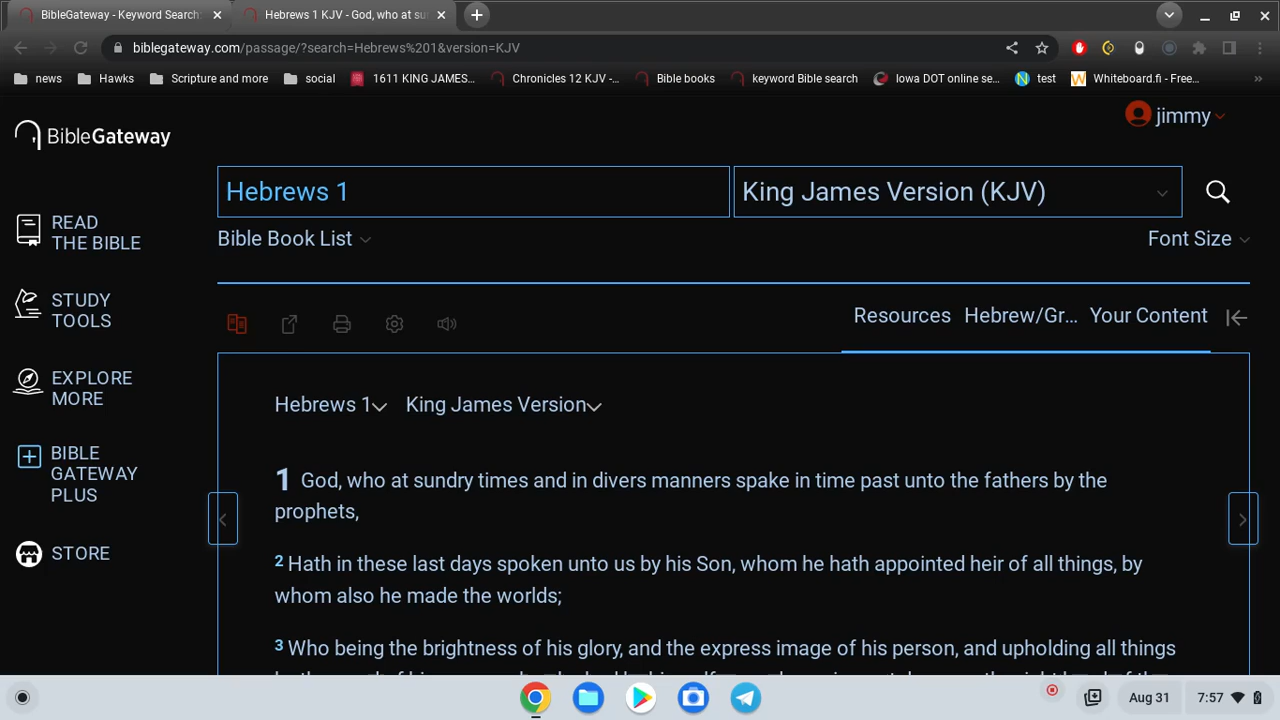 BibleGateway - Keyword Search:
Hebrews 1 KJV - God, who at su
biblegateway.com/passage/?search=Hebrews%201&version=KJV
news Hawks Scripture and more social 1611 KING JAMES... Chronicles 12 KJV -... Bible books keyword Bible search Iowa DOT online se... test Whiteboard.fi - Free... »
jimmy
BibleGateway
Hebrews 1 King James Version (KJV)
Bible Book List Font Size
READ
THE BIBLE
STUDY
TOOLS
EXPLORE
MORE
BIBLE
GATEWAY
PLUS
STORE
Resources Hebrew/Gr... Your Content
Hebrews 1 King James Version
1 God, who at sundry times and in divers manners spake in time past unto the fathers by the
prophets,
2 Hath in these last days spoken unto us by his Son, whom he hath appointed heir of all things, by
whom also he made the worlds;
3 Who being the brightness of his glory, and the express image of his person, and upholding all things
Aug 31 7:57